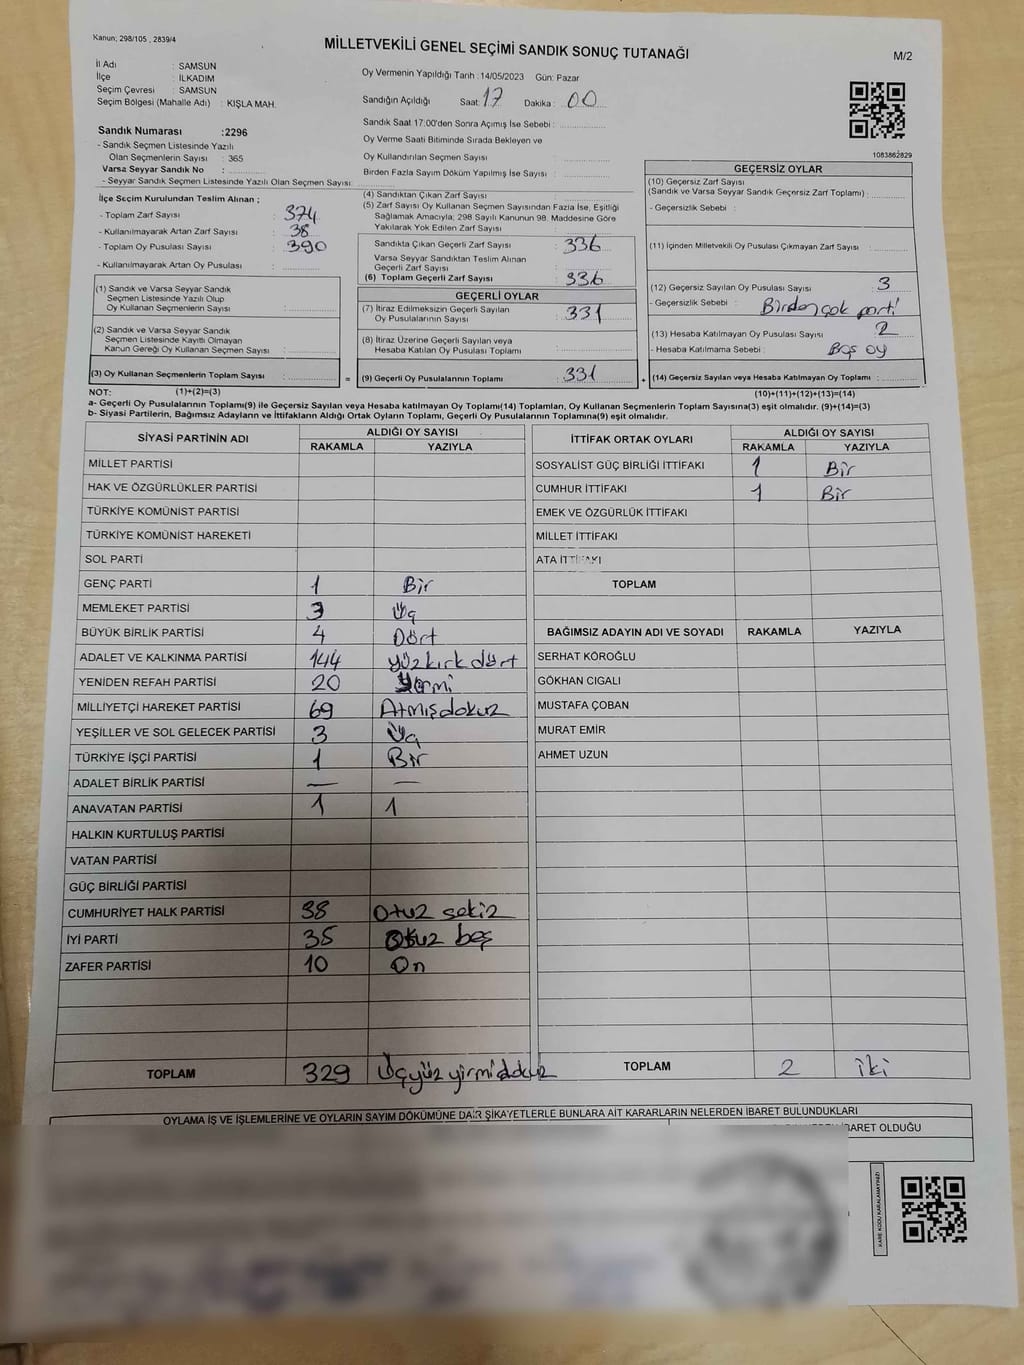 Kanun; 298/105 , 2839/4
MİLLETVEKİLİ GENEL SEÇİMİ SANDIK SONUÇ TUTANAĞI
M/2
İl Adı : SAMSUN
İlçe : İLKADIM
Seçim Çevresi : SAMSUN
Seçim Bölgesi (Mahalle Adı) : KIŞLA MAH.
Sandık Numarası :2296
- Sandık Seçmen Listesinde Yazılı
Olan Seçmenlerin Sayısı : 365
Varsa Seyyar Sandık No :
- Seyyar Sandık Seçmen Listesinde Yazılı Olan Seçmen Sayısı:
İlçe Seçim Kurulundan Teslim Alınan ;
- Toplam Zarf Sayısı : 374
- Kullanılmayarak Artan Zarf Sayısı : 38
- Toplam Oy Pusulası Sayısı : 390
- Kullanılmayarak Artan Oy Pusulası :
(1) Sandık ve Varsa Seyyar Sandık
Seçmen Listesinde Yazılı Olup
Oy Kullanan Seçmenlerin Sayısı :
(2) Sandık ve Varsa Seyyar Sandık
Seçmen Listesinde Kayıtlı Olmayan
Kanun Gereği Oy Kullanan Seçmen Sayısı :
(3) Oy Kullanan Seçmenlerin Toplam Sayısı :
Oy Vermenin Yapıldığı Tarih :14/05/2023 Gün: Pazar
Sandığın Açıldığı Saat: 17 Dakika : 00
Sandık Saat 17:00'den Sonra Açımış İse Sebebi :
Oy Verme Saati Bitiminde Sırada Bekleyen ve
Oy Kullandırılan Seçmen Sayısı :
Birden Fazla Sayım Döküm Yapılmış İse Sayısı :
(4) Sandıktan Çıkan Zarf Sayısı :
(5) Zarf Sayısı Oy Kullanan Seçmen Sayısından Fazla İse, Eşitliği
Sağlamak Amacıyla; 298 Sayılı Kanunun 98. Maddesine Göre
Yakılarak Yok Edilen Zarf Sayısı :
Sandıkta Çıkan Geçerli Zarf Sayısı : 336
Varsa Seyyar Sandıktan Teslim Alınan
Geçerli Zarf Sayısı :
(6) Toplam Geçerli Zarf Sayısı : 336
GEÇERLİ OYLAR
(7) İtiraz Edilmeksizin Geçerli Sayılan
Oy Pusulalarının Sayısı : 331
(8) İtiraz Üzerine Geçerli Sayılan veya
Hesaba Katılan Oy Pusulası Toplamı :
= (9) Geçerli Oy Pusulalarının Toplamı : 331 +
1083862829
GEÇERSİZ OYLAR
(10) Geçersiz Zarf Sayısı
(Sandık ve Varsa Seyyar Sandık Geçersiz Zarf Toplamı) :
- Geçersizlik Sebebi :
(11) İçinden Milletvekili Oy Pusulası Çıkmayan Zarf Sayısı :
(12) Geçersiz Sayılan Oy Pusulası Sayısı : 3
- Geçersizlik Sebebi : Birden çok parti
(13) Hesaba Katılmayan Oy Pusulası Sayısı : 2
- Hesaba Katılmama Sebebi : Boş oy
(14) Geçersiz Sayılan veya Hesaba Katılmayan Oy Toplamı :
NOT: (1)+(2)=(3) (10)+(11)+(12)+(13)=(14)
a- Geçerli Oy Pusulalarının Toplamı(9) ile Geçersiz Sayılan veya Hesaba Katılmayan Oy Toplamı(14) Toplamları, Oy Kullanan Seçmenlerin Toplam Sayısına(3) eşit olmalıdır. (9)+(14)=(3)
b- Siyasi Partilerin, Bağımsız Adayların ve İttifakların Aldığı Ortak Oyların Toplamı, Geçerli Oy Pusulalarının Toplamına(9) eşit olmalıdır.
SİYASİ PARTİNİN ADI ALDIĞI OY SAYISI
RAKAMLA YAZIYLA
MİLLET PARTİSİ
HAK VE ÖZGÜRLÜKLER PARTİSİ
TÜRKİYE KOMÜNİST PARTİSİ
TÜRKİYE KOMÜNİST HAREKETİ
SOL PARTİ
GENÇ PARTİ 1 Bir
MEMLEKET PARTİSİ 3 Üç
BÜYÜK BİRLİK PARTİSİ 4 Dört
ADALET VE KALKINMA PARTİSİ 144 yüzkırk dört
YENİDEN REFAH PARTİSİ 20 Yirmi
MİLLİYETÇİ HAREKET PARTİSİ 69 Atmışdokuz
YEŞİLLER VE SOL GELECEK PARTİSİ 3 Üç
TÜRKİYE İŞÇİ PARTİSİ 1 Bir
ADALET BİRLİK PARTİSİ — —
ANAVATAN PARTİSİ 1 1
HALKIN KURTULUŞ PARTİSİ
VATAN PARTİSİ
GÜÇ BİRLİĞİ PARTİSİ
CUMHURİYET HALK PARTİSİ 38 Otuz sekiz
İYİ PARTİ 35 Otuz beş
ZAFER PARTİSİ 10 On
TOPLAM 329 Üçyüz yirmidokuz
İTTİFAK ORTAK OYLARI ALDIĞI OY SAYISI
RAKAMLA YAZIYLA
SOSYALİST GÜÇ BİRLİĞİ İTTİFAKI 1 Bir
CUMHUR İTTİFAKI 1 Bir
EMEK VE ÖZGÜRLÜK İTTİFAKI
MİLLET İTTİFAKI
ATA İTTİFAKI
TOPLAM
BAĞIMSIZ ADAYIN ADI VE SOYADI RAKAMLA YAZIYLA
SERHAT KÖROĞLU
GÖKHAN CIGALI
MUSTAFA ÇOBAN
MURAT EMİR
AHMET UZUN
TOPLAM 2 iki
OYLAMA İŞ VE İŞLEMLERİNE VE OYLARIN SAYIM DÖKÜMÜNE DAİR ŞİKAYETLERLE BUNLARA AİT KARARLARIN NELERDEN İBARET BULUNDUKLARI
İBARET OLDUĞU
KARE KODU KARALAMAYINIZ!